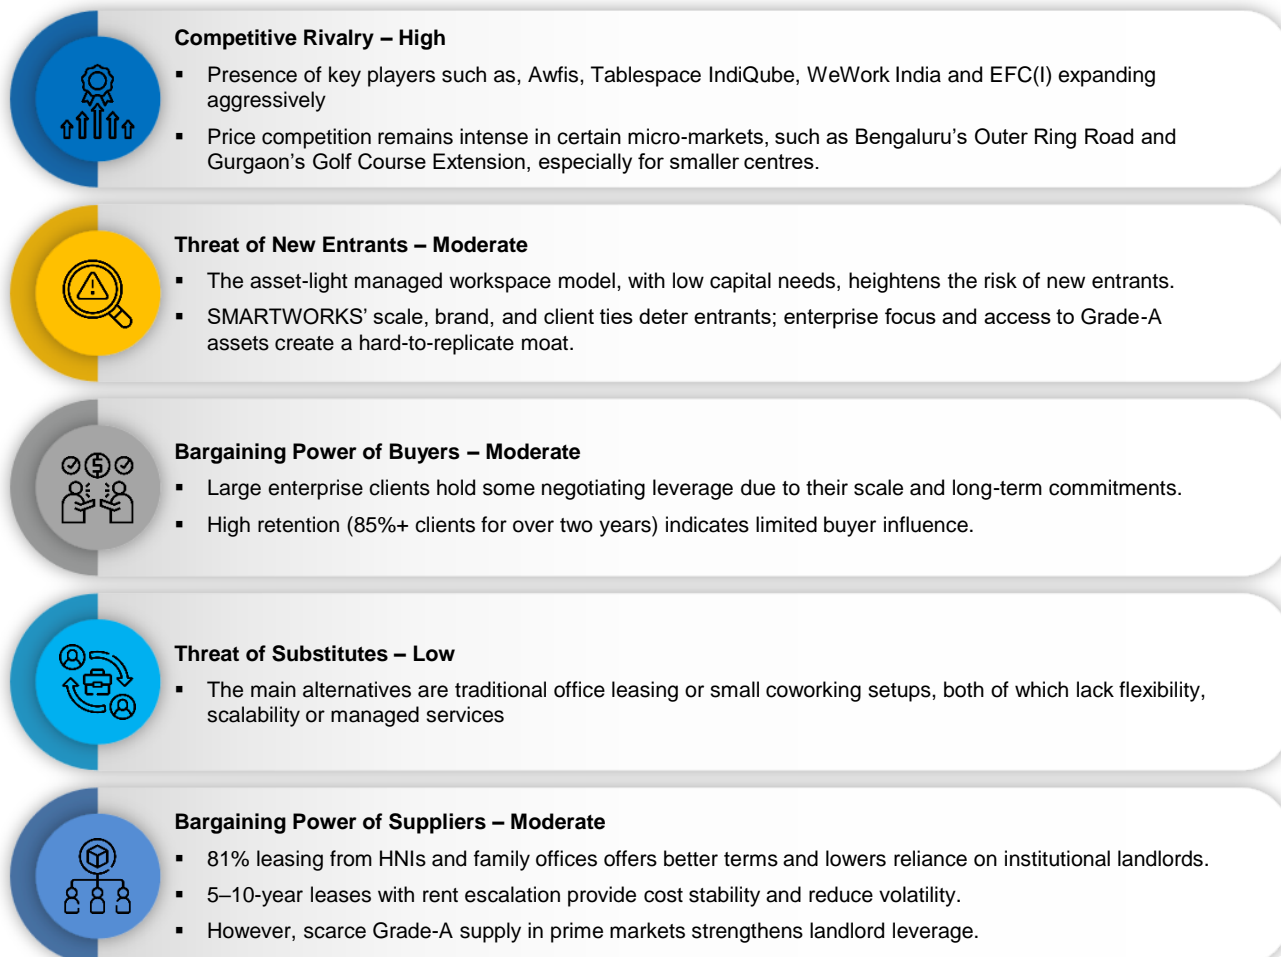 Competitive Rivalry – High
▪ Presence of key players such as, Awfis, Tablespace IndiQube, WeWork India and EFC(I) expanding
aggressively
▪ Price competition remains intense in certain micro-markets, such as Bengaluru’s Outer Ring Road and
Gurgaon’s Golf Course Extension, especially for smaller centres.
Threat of New Entrants – Moderate
▪ The asset-light managed workspace model, with low capital needs, heightens the risk of new entrants.
▪ SMARTWORKS’ scale, brand, and client ties deter entrants; enterprise focus and access to Grade-A
assets create a hard-to-replicate moat.
Bargaining Power of Buyers – Moderate
▪ Large enterprise clients hold some negotiating leverage due to their scale and long-term commitments.
▪ High retention (85%+ clients for over two years) indicates limited buyer influence.
Threat of Substitutes – Low
▪ The main alternatives are traditional office leasing or small coworking setups, both of which lack flexibility,
scalability or managed services
Bargaining Power of Suppliers – Moderate
▪ 81% leasing from HNIs and family offices offers better terms and lowers reliance on institutional landlords.
▪ 5–10-year leases with rent escalation provide cost stability and reduce volatility.
▪ However, scarce Grade-A supply in prime markets strengthens landlord leverage.